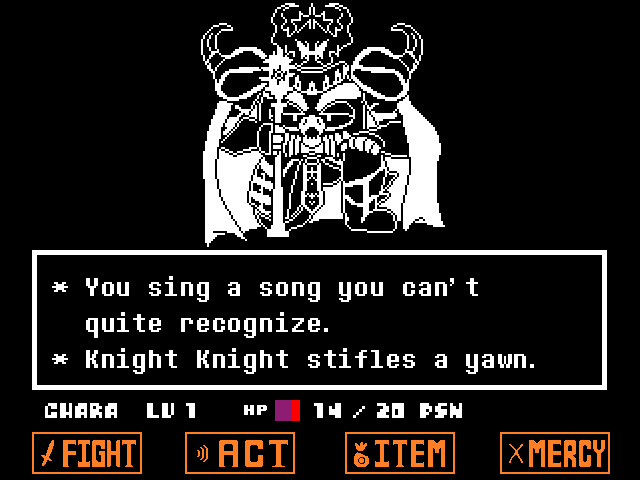 * You sing a song you can't
quite recognize.
* Knight Knight stifles a yawn.
CHARA LV 1 HP 14 / 20 PSN
FIGHT ACT ITEM MERCY